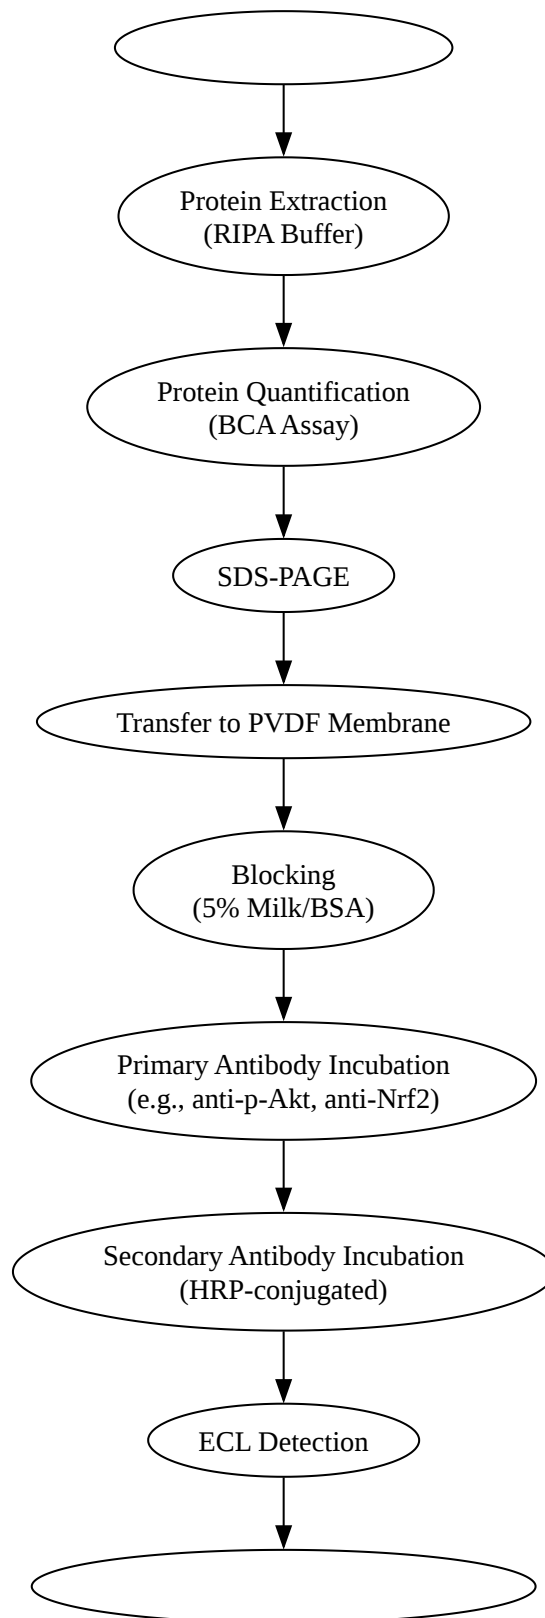 Protein Extraction
(RIPA Buffer)
Protein Quantification
(BCA Assay)
SDS-PAGE
Transfer to PVDF Membrane
Blocking
(5% Milk/BSA)
Primary Antibody Incubation
(e.g., anti-p-Akt, anti-Nrf2)
Secondary Antibody Incubation
(HRP-conjugated)
ECL Detection